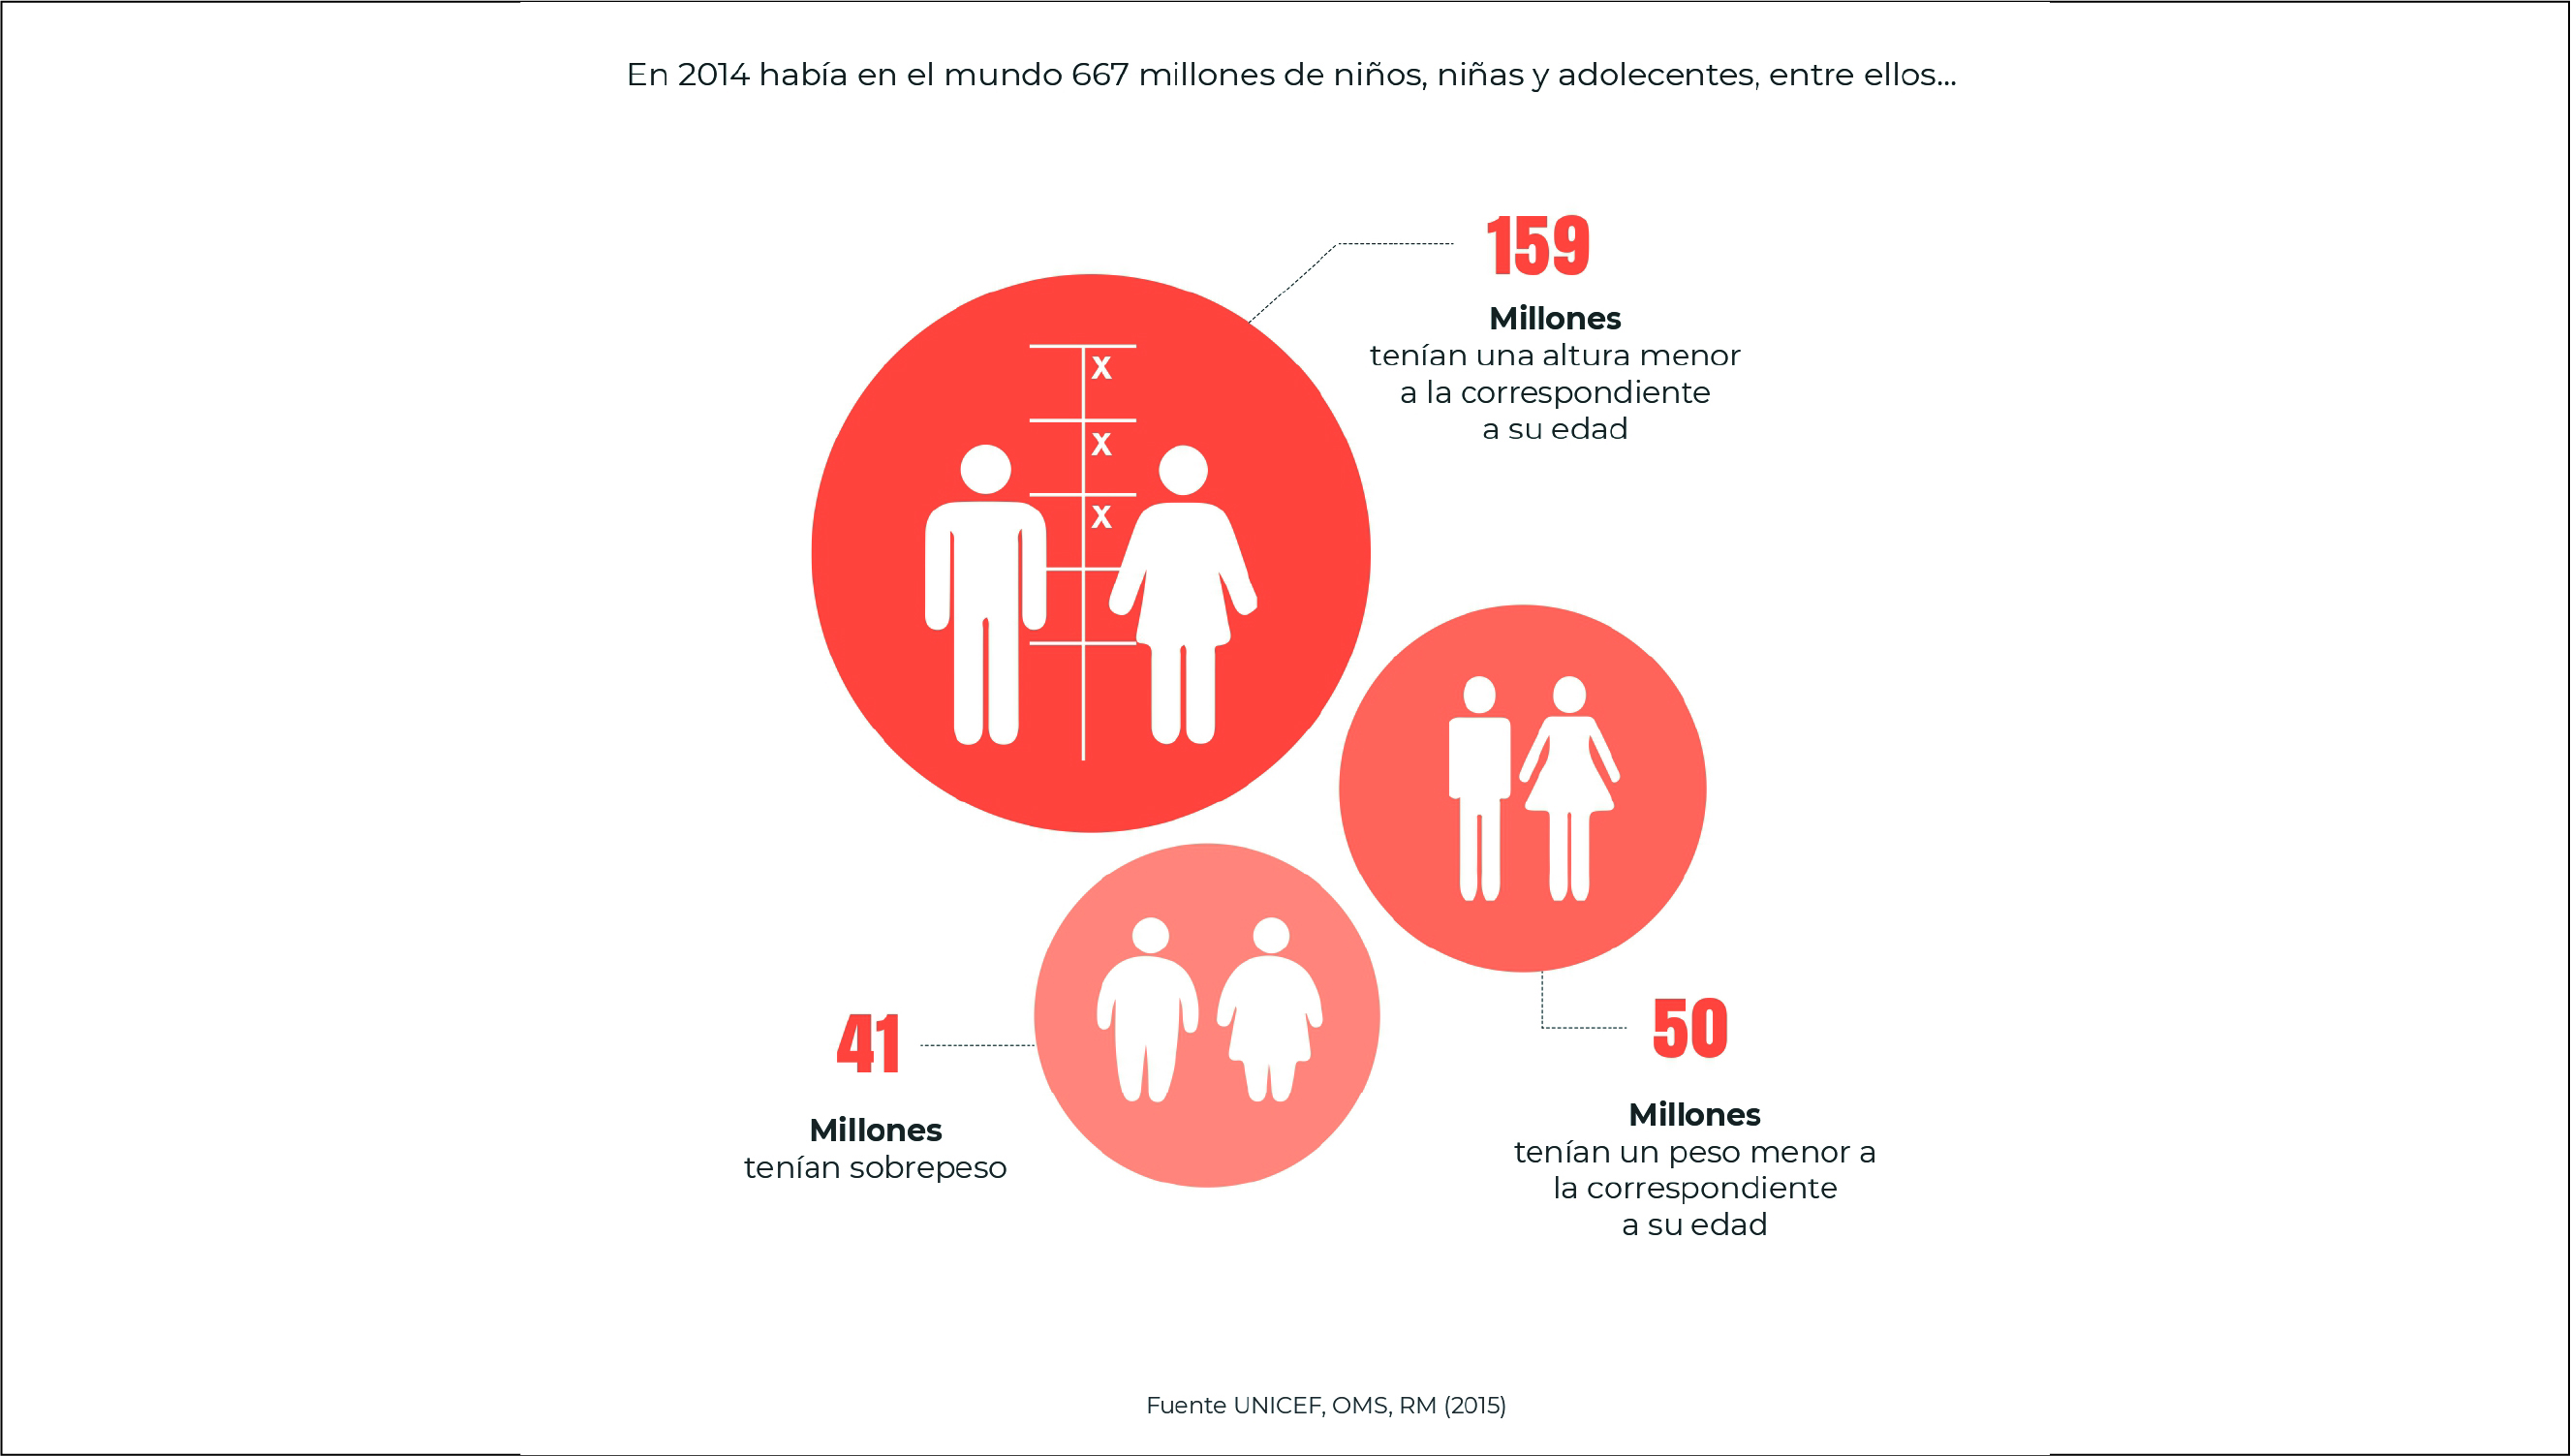 En 2014 había en el mundo 667 millones de niños, niñas y adolecentes, entre ellos...
159
Millones
tenían una altura menor
a la correspondiente
a su edad
X
X
X
50
Millones
tenían un peso menor a
la correspondiente
a su edad
41
Millones
tenían sobrepeso
Fuente UNICEF, OMS, RM (2015)